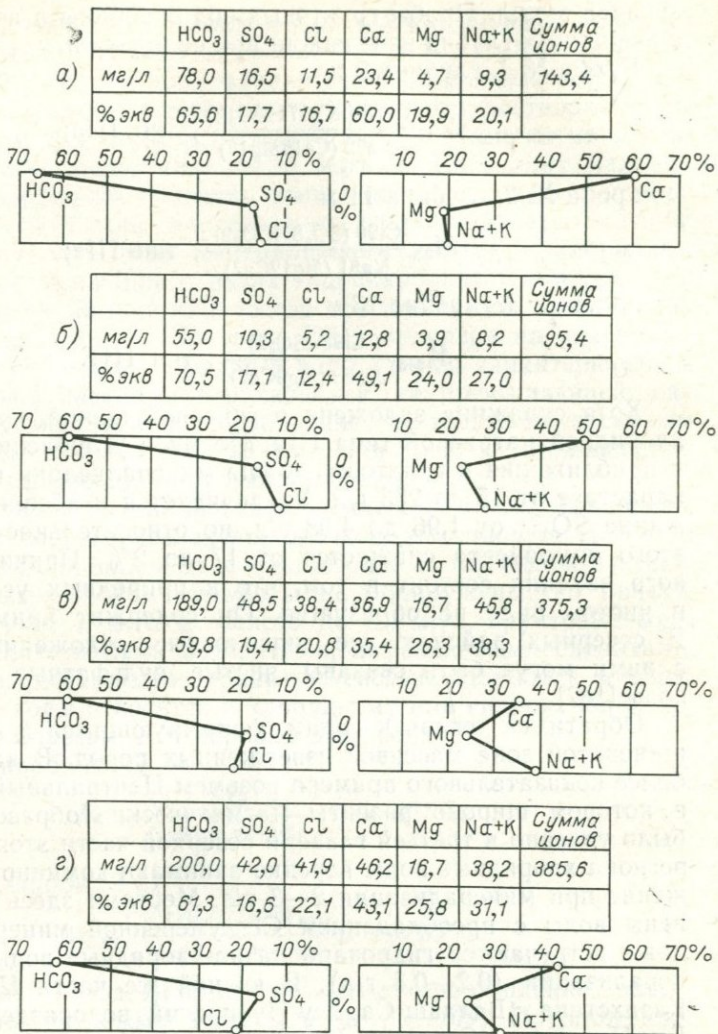 HCO3 SO4 Cl Ca Mg Na+K Сумма ионов
а) мг/л 78,0 16,5 11,5 23,4 4,7 9,3 143,4
% экв 65,6 17,7 16,7 60,0 19,9 20,1
70 60 50 40 30 20 10% 10 20 30 40 50 60 70%
HCO3 SO4 Cl 0 % Mg Na+K Ca
HCO3 SO4 Cl Ca Mg Na+K Сумма ионов
б) мг/л 55,0 10,3 5,2 12,8 3,9 8,2 95,4
% экв 70,5 17,1 12,4 49,1 24,0 27,0
70 60 50 40 30 20 10% 10 20 30 40 50 60 70%
HCO3 SO4 Cl 0 % Mg Na+K Ca
HCO3 SO4 Cl Ca Mg Na+K Сумма ионов
в) мг/л 189,0 48,5 38,4 36,9 16,7 45,8 375,3
% экв 59,8 19,4 20,8 35,4 26,3 38,3
70 60 50 40 30 20 10% 10 20 30 40 50 60 70%
HCO3 SO4 Cl 0 % Mg Ca Na+K
HCO3 SO4 Cl Ca Mg Na+K Сумма ионов
г) мг/л 200,0 42,0 41,9 46,2 16,7 38,2 385,6
% экв 61,3 16,6 22,1 43,1 25,8 31,1
70 60 50 40 30 20 10% 10 20 30 40 50 60 70%
HCO3 SO4 Cl 0 % Mg Ca Na+K